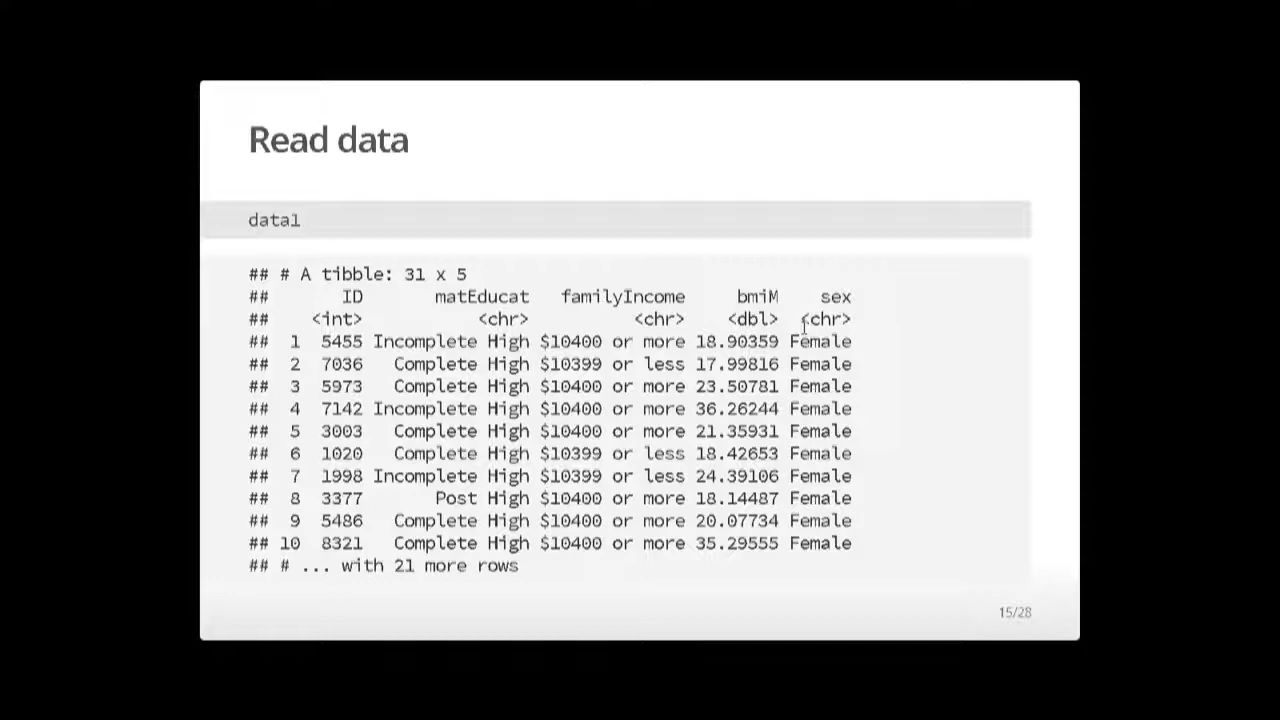 Read data
data1
## # A tibble: 31 x 5
##       ID       matEducat   familyIncome     bmiM    sex
##    <int>           <chr>          <chr>    <dbl>  <chr>
##  1  5455 Incomplete High $10400 or more 18.90359 Female
##  2  7036   Complete High $10399 or less 17.99816 Female
##  3  5973   Complete High $10400 or more 23.50781 Female
##  4  7142 Incomplete High $10400 or more 36.26244 Female
##  5  3003   Complete High $10400 or more 21.35931 Female
##  6  1020   Complete High $10399 or less 18.42653 Female
##  7  1998 Incomplete High $10399 or less 24.39106 Female
##  8  3377       Post High $10400 or more 18.14487 Female
##  9  5486   Complete High $10400 or more 20.07734 Female
## 10  8321   Complete High $10400 or more 35.29555 Female
## # ... with 21 more rows
15/28